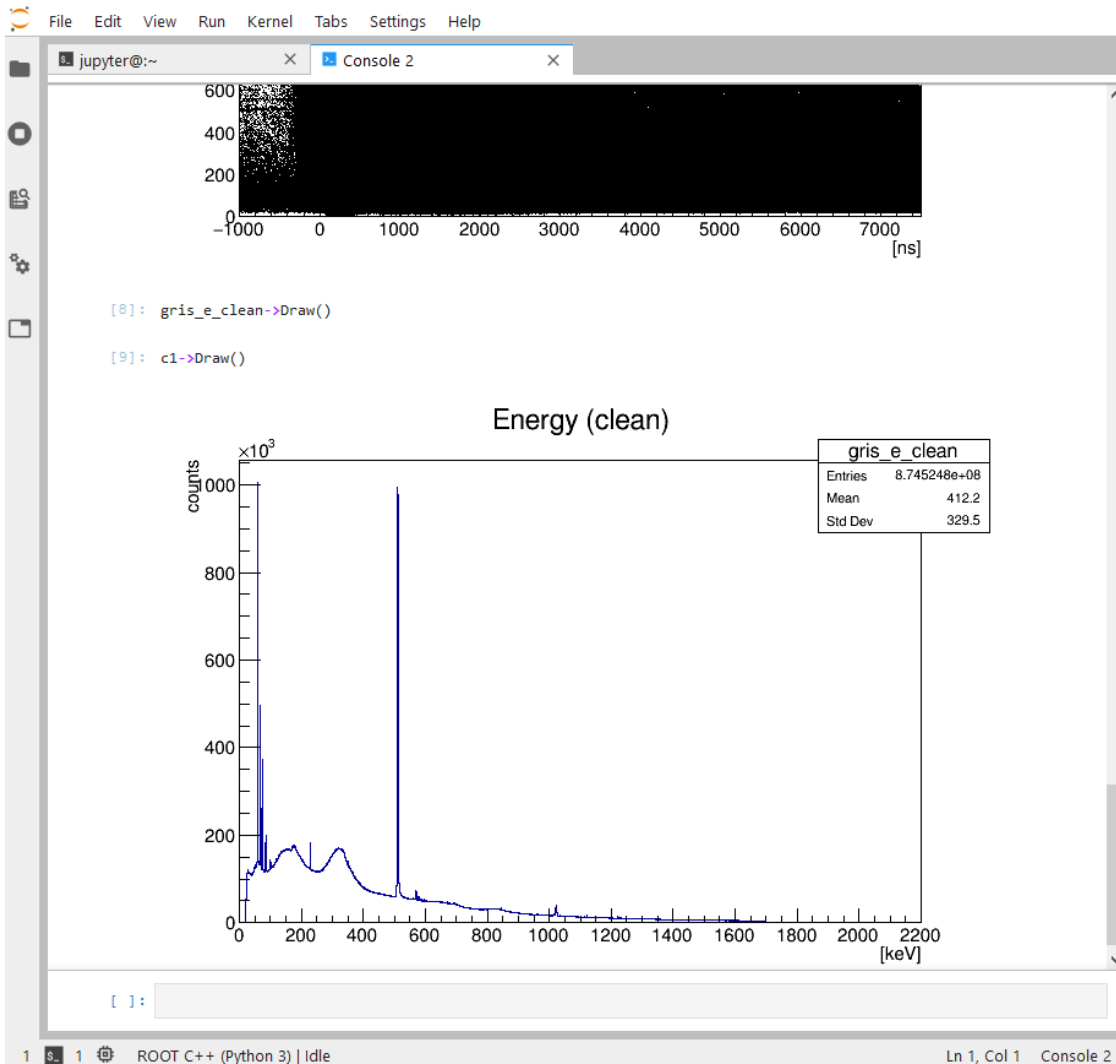 File Edit View Run Kernel Tabs Settings Help
jupyter@:~ Console 2
600
400
200
0
−1000 0 1000 2000 3000 4000 5000 6000 7000
[ns]
[8]: gris_e_clean->Draw()
[9]: c1->Draw()
Energy (clean)
×10³
counts
gris_e_clean
Entries 8.745248e+08
Mean 412.2
Std Dev 329.5
1000
800
600
400
200
0
0 200 400 600 800 1000 1200 1400 1600 1800 2000 2200
[keV]
[ ]:
1 $_ 1 ROOT C++ (Python 3) | Idle Ln 1, Col 1 Console 2